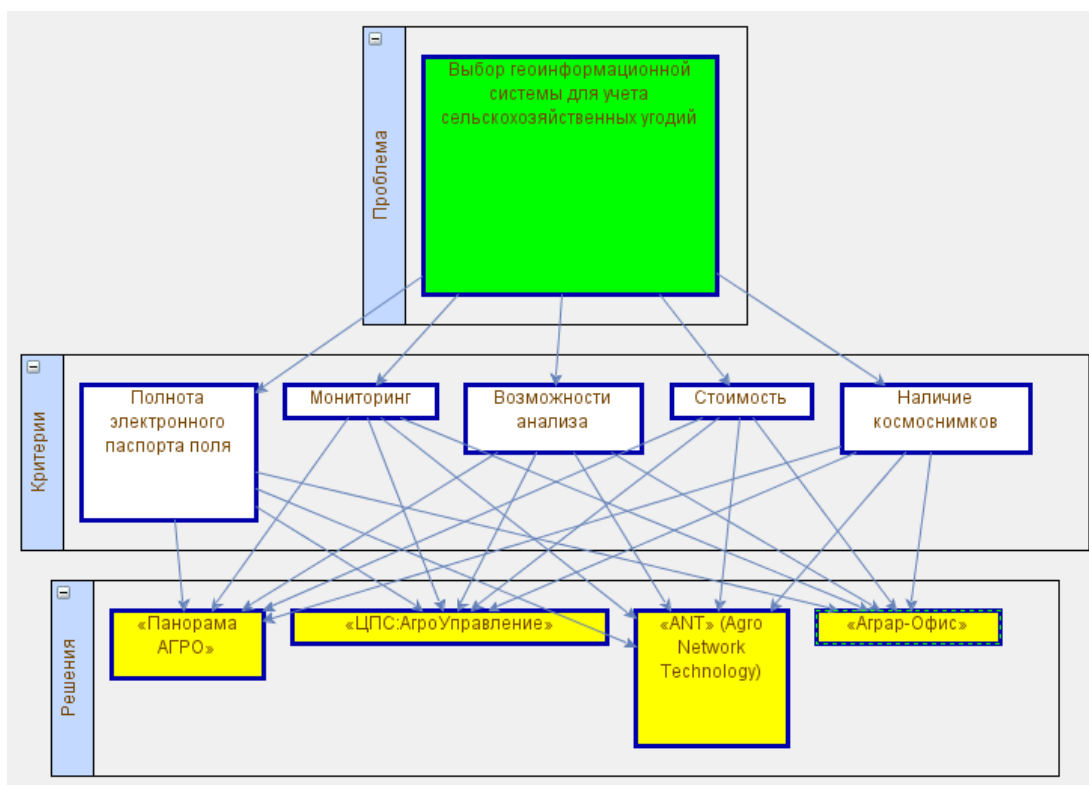 Проблема
Выбор геоинформационной
системы для учета
сельскохозяйственных угодий
Критерии
Полнота
электронного
паспорта поля
Мониторинг
Возможности
анализа
Стоимость
Наличие
космоснимков
Решения
«Панорама
АГРО»
«ЦПС:АгроУправление»
«ANT» (Agro
Network
Technology)
«Аграр-Офис»